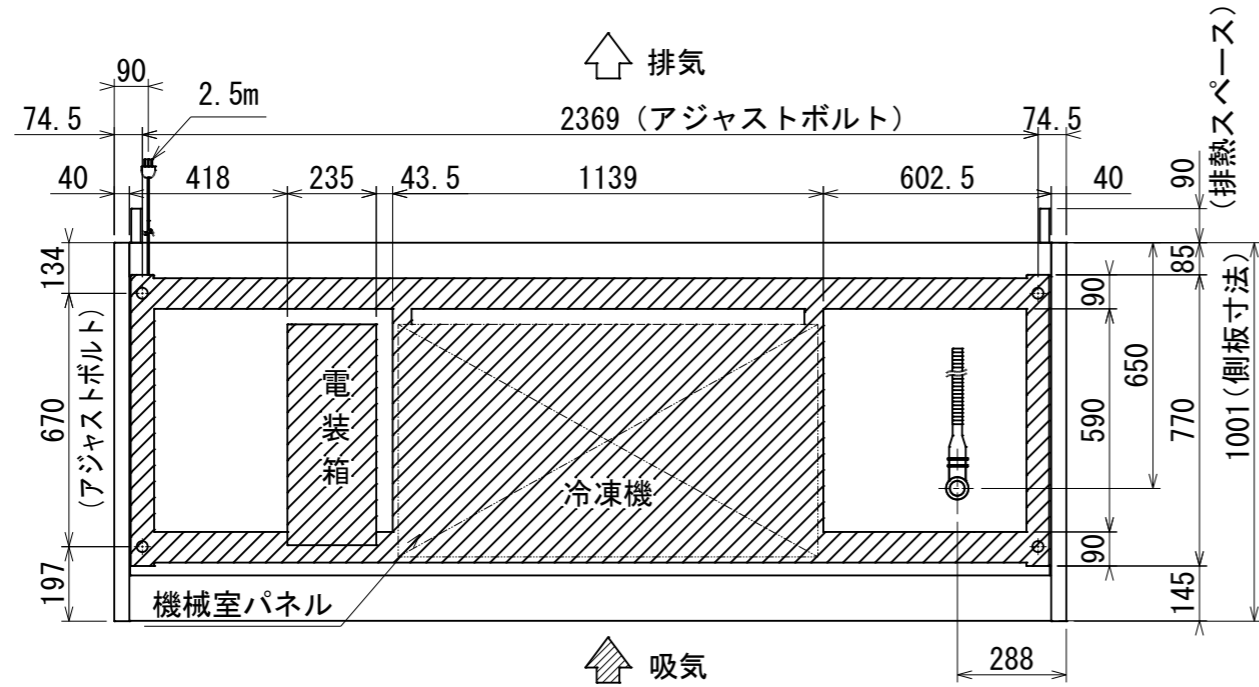 排気
90
2.5m
74.5
2369 (アジャストボルト)
74.5
40
418
235
43.5
1139
602.5
40
90
(排熱スペース)
134
670
(アジャストボルト)
197
85
90
650
590
770
1001(側板寸法)
90
145
電装箱
冷凍機
機械室パネル
吸気
288